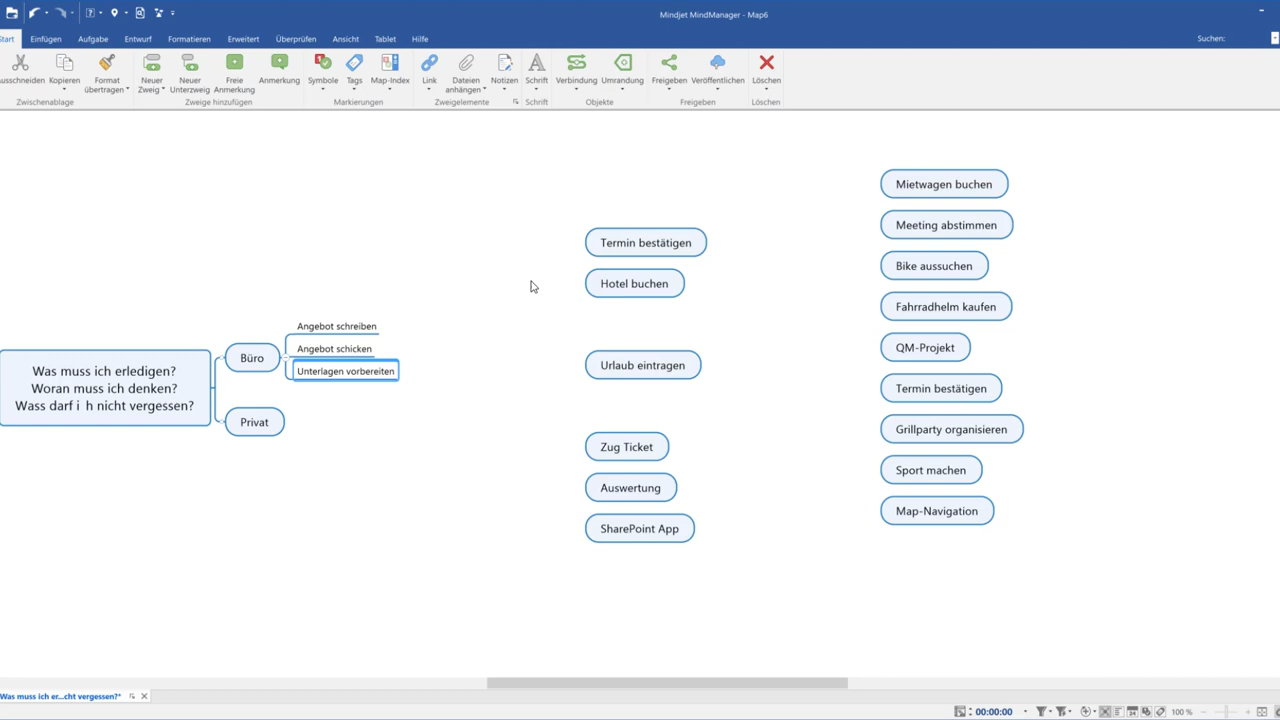 Mindjet MindManager - Map6
Start Einfügen Aufgabe Entwurf Formatieren Erweitert Überprüfen Ansicht Tablet Hilfe Suchen:
Ausschneiden Kopieren Format übertragen Neuer Zweig Neuer Unterzweig Freie Anmerkung Anmerkung Symbole Tags Map-Index Link Dateien anhängen Notizen Schrift Verbindung Umrandung Freigeben Veröffentlichen Löschen
Zwischenablage Zweige hinzufügen Markierungen Zweigelemente Schrift Objekte Freigeben Löschen
Was muss ich erledigen?
Woran muss ich denken?
Wass darf i h nicht vergessen?
Büro
Angebot schreiben
Angebot schicken
Unterlagen vorbereiten
Privat
Termin bestätigen
Hotel buchen
Urlaub eintragen
Zug Ticket
Auswertung
SharePoint App
Mietwagen buchen
Meeting abstimmen
Bike aussuchen
Fahrradhelm kaufen
QM-Projekt
Termin bestätigen
Grillparty organisieren
Sport machen
Map-Navigation
Was muss ich er...cht vergessen?*
00:00:00
100 %